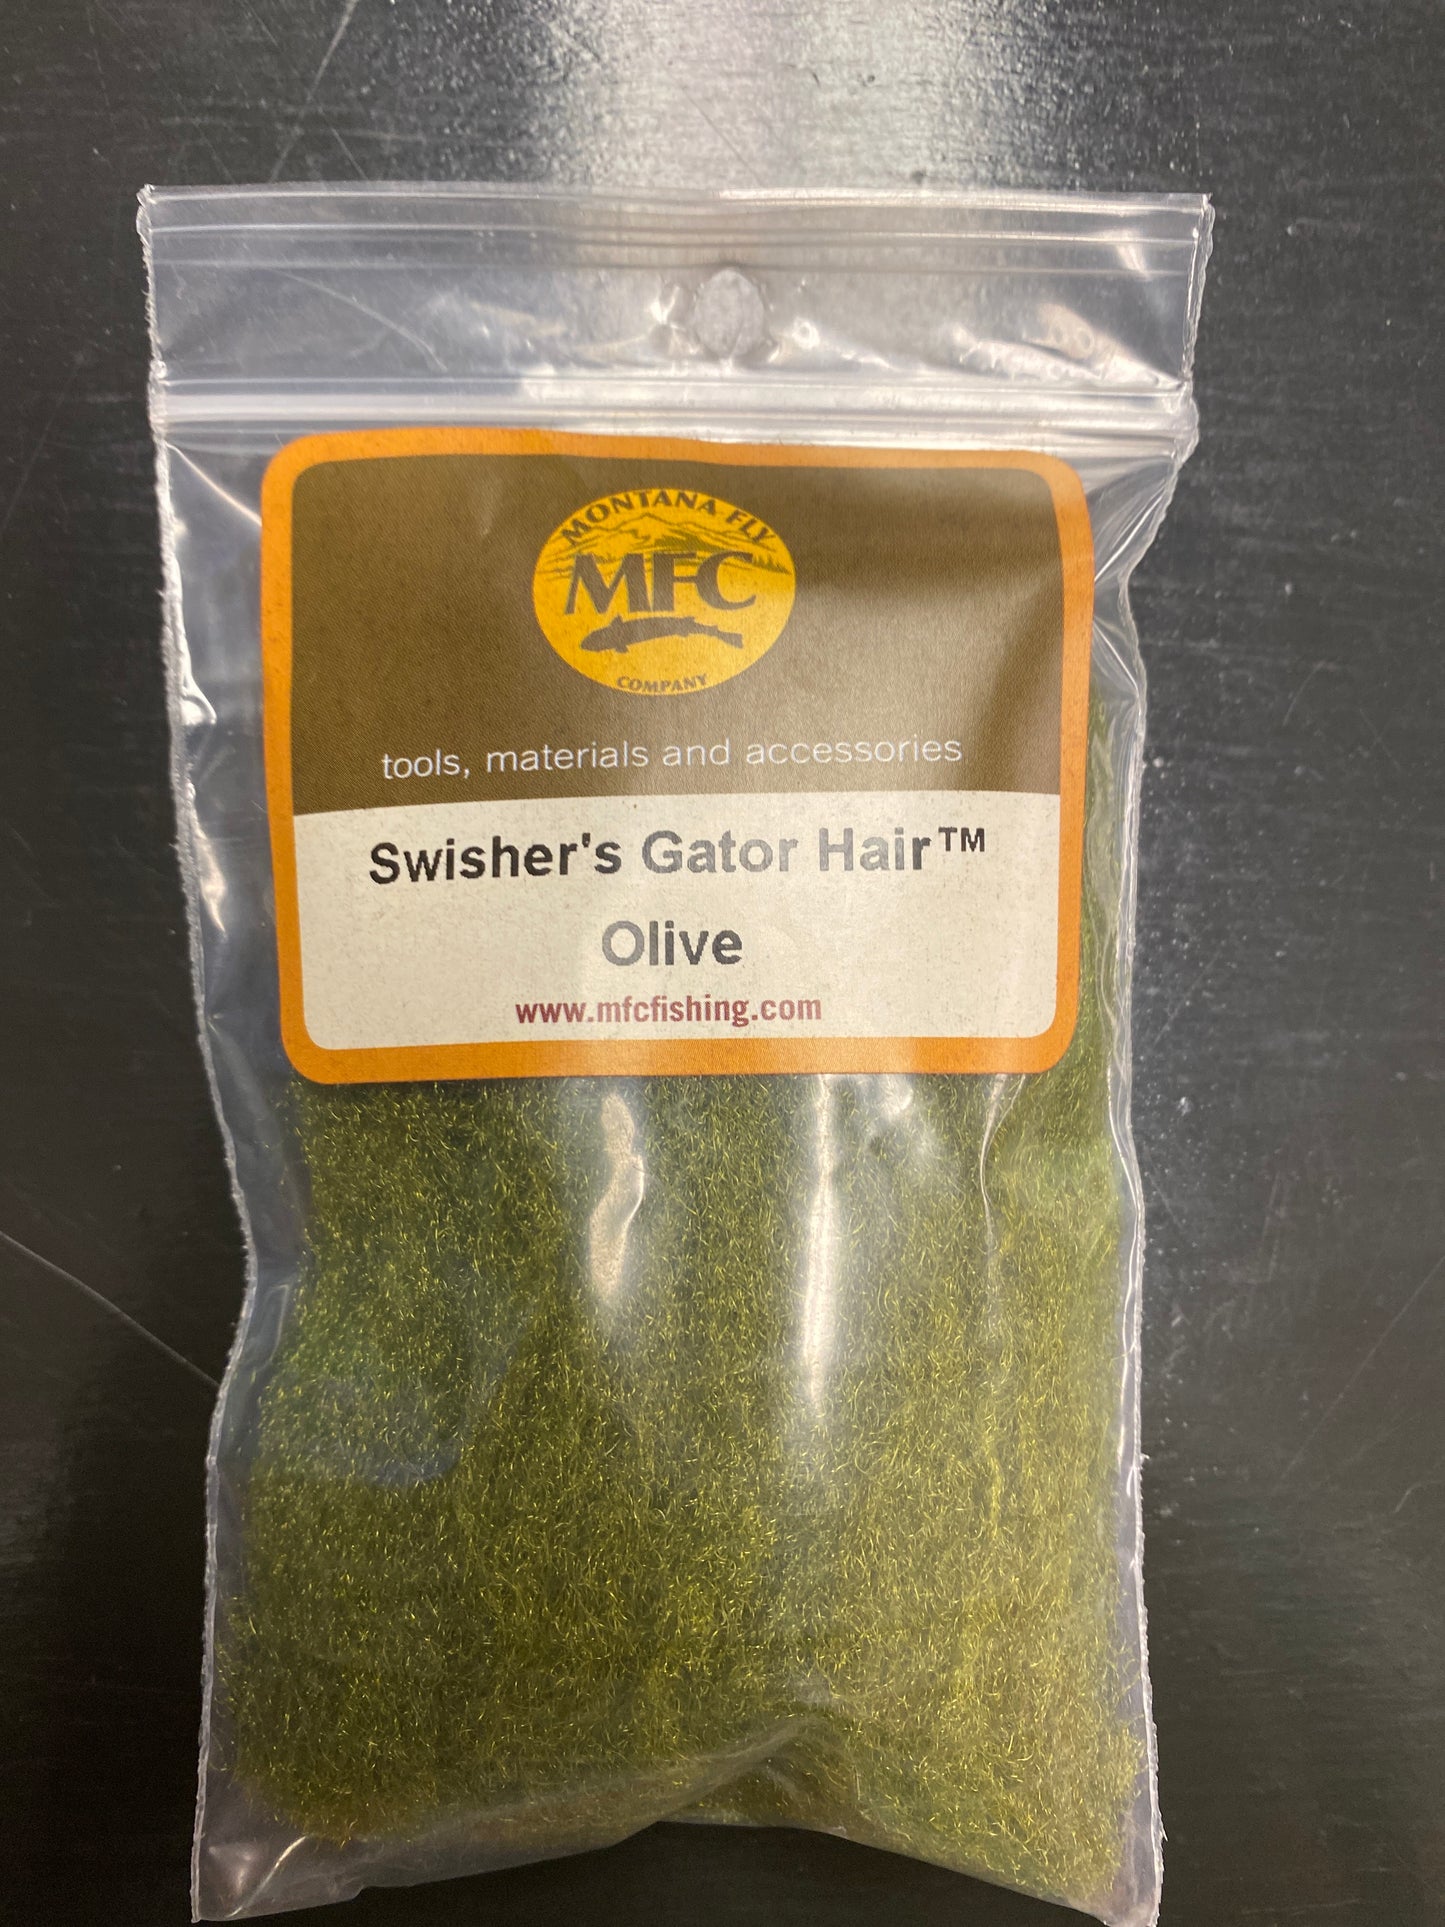 MONTANA FLY
MFC
COMPANY
tools, materials and accessories
Swisher's Gator Hair™
Olive
www.mfcfishing.com